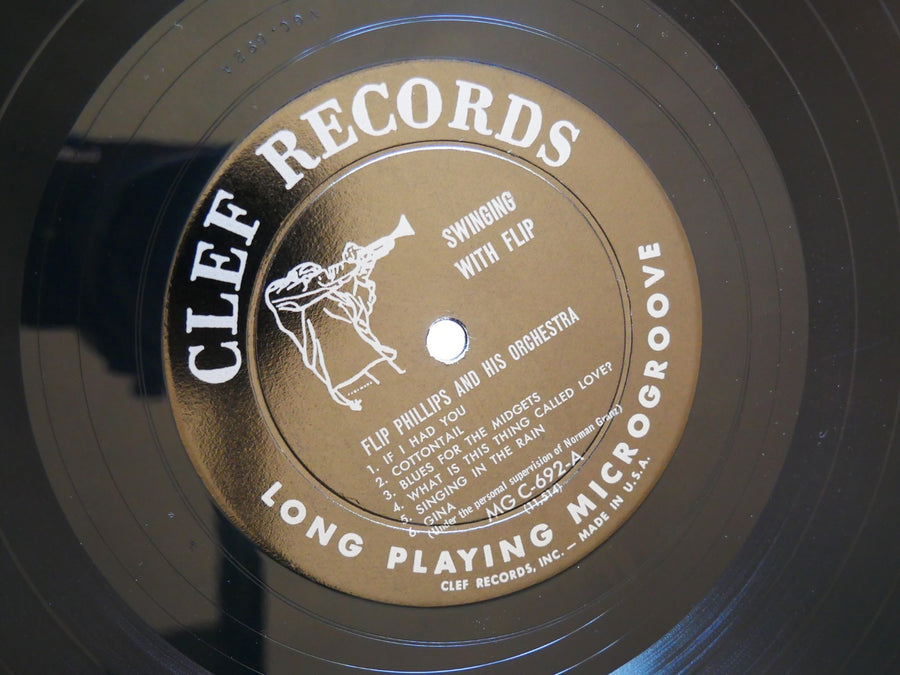 CLEF RECORDS
SWINGING
WITH FLIP
FLIP PHILLIPS AND HIS ORCHESTRA
1. IF I HAD YOU
2. COTTONTAIL
3. BLUES FOR THE MIDGETS
4. WHAT IS THIS THING CALLED LOVE?
5. SINGING IN THE RAIN
6. GINA
(Under the personal supervision of Norman Granz)
MG C-692-A
(11,514)
LONG PLAYING MICROGROOVE
CLEF RECORDS, INC. — MADE IN U.S.A.